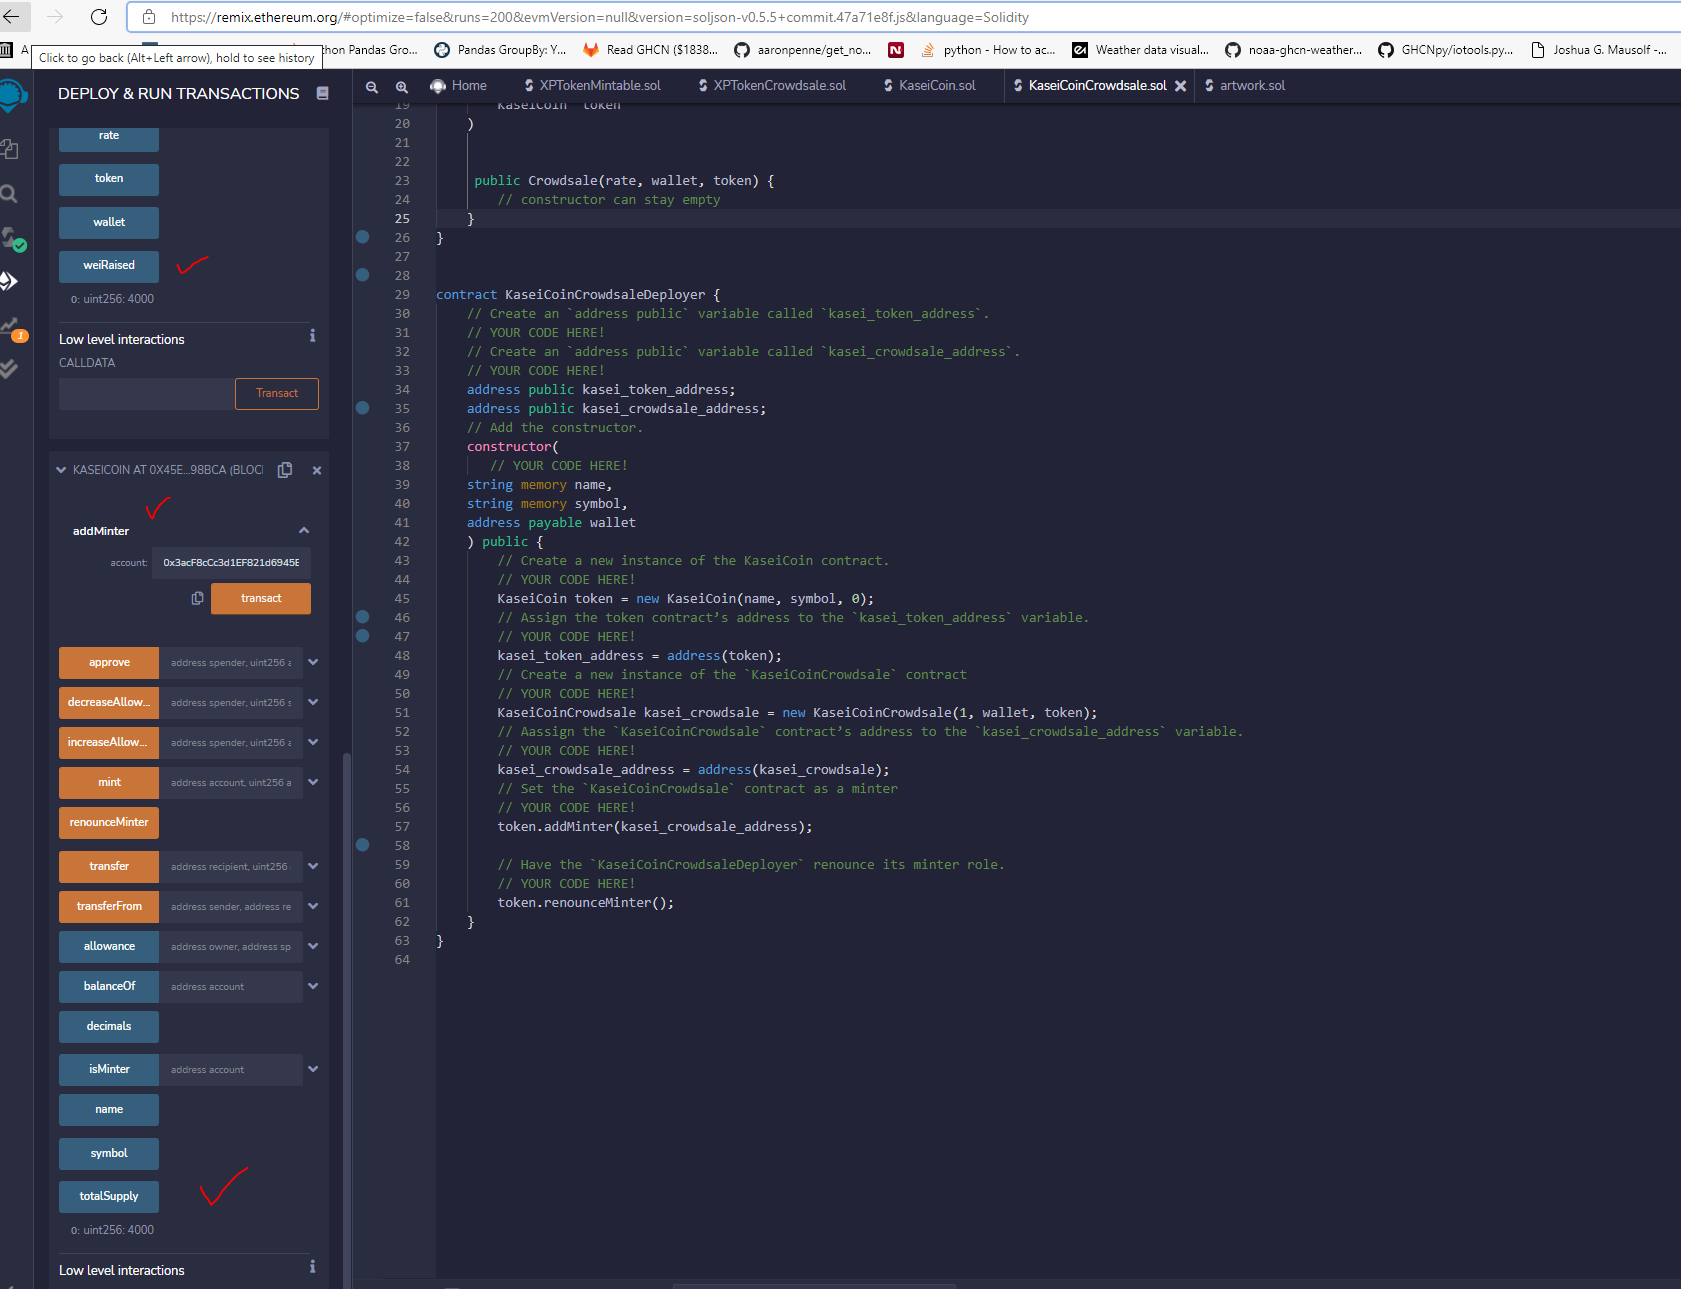 https://remix.ethereum.org/#optimize=false&runs=200&evmVersion=null&version=soljson-v0.5.5+commit.47a71e8f.js&language=Solidity
Click to go back (Alt+Left arrow), hold to see history
thon Pandas Gro...
Pandas GroupBy: Y...
Read GHCN ($1838...
aaronpenne/get_no...
python - How to ac...
Weather data visual...
noaa-ghcn-weather...
GHCNpy/iotools.py...
Joshua G. Mausolf -...
DEPLOY & RUN TRANSACTIONS
rate
token
wallet
weiRaised
0: uint256: 4000
Low level interactions
CALLDATA
Transact
KASEICOIN AT 0X45E...98BCA (BLOC
addMinter
account:
0x3acF8cCc3d1EF821d6945E
transact
approve
address spender, uint256 a
decreaseAllow...
address spender, uint256 s
increaseAllow...
address spender, uint256 a
mint
address account, uint256 a
renounceMinter
transfer
address recipient, uint256
transferFrom
address sender, address re
allowance
address owner, address sp
balanceOf
address account
decimals
isMinter
address account
name
symbol
totalSupply
0: uint256: 4000
Low level interactions
1
Home
XPTokenMintable.sol
XPTokenCrowdsale.sol
KaseiCoin.sol
KaseiCoinCrowdsale.sol
artwork.sol
19 KaseiCoin token
20 )
21
22
23 public Crowdsale(rate, wallet, token) {
24 // constructor can stay empty
25 }
26 }
27
28
29 contract KaseiCoinCrowdsaleDeployer {
30 // Create an `address public` variable called `kasei_token_address`.
31 // YOUR CODE HERE!
32 // Create an `address public` variable called `kasei_crowdsale_address`.
33 // YOUR CODE HERE!
34 address public kasei_token_address;
35 address public kasei_crowdsale_address;
36 // Add the constructor.
37 constructor(
38 // YOUR CODE HERE!
39 string memory name,
40 string memory symbol,
41 address payable wallet
42 ) public {
43 // Create a new instance of the KaseiCoin contract.
44 // YOUR CODE HERE!
45 KaseiCoin token = new KaseiCoin(name, symbol, 0);
46 // Assign the token contract’s address to the `kasei_token_address` variable.
47 // YOUR CODE HERE!
48 kasei_token_address = address(token);
49 // Create a new instance of the `KaseiCoinCrowdsale` contract
50 // YOUR CODE HERE!
51 KaseiCoinCrowdsale kasei_crowdsale = new KaseiCoinCrowdsale(1, wallet, token);
52 // Aassign the `KaseiCoinCrowdsale` contract’s address to the `kasei_crowdsale_address` variable.
53 // YOUR CODE HERE!
54 kasei_crowdsale_address = address(kasei_crowdsale);
55 // Set the `KaseiCoinCrowdsale` contract as a minter
56 // YOUR CODE HERE!
57 token.addMinter(kasei_crowdsale_address);
58
59 // Have the `KaseiCoinCrowdsaleDeployer` renounce its minter role.
60 // YOUR CODE HERE!
61 token.renounceMinter();
62 }
63 }
64